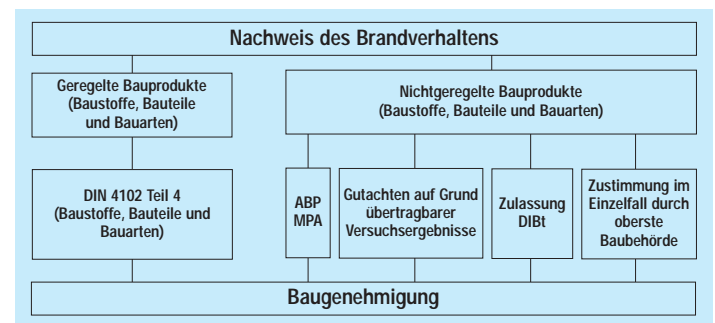 Nachweis des Brandverhaltens
Geregelte Bauprodukte
(Baustoffe, Bauteile
und Bauarten)
Nichtgeregelte Bauprodukte
(Baustoffe, Bauteile und Bauarten)
DIN 4102 Teil 4
(Baustoffe, Bauteile und
Bauarten)
ABP
MPA
Gutachten auf Grund
übertragbarer
Versuchsergebnisse
Zulassung
DIBt
Zustimmung im
Einzelfall durch
oberste
Baubehörde
Baugenehmigung